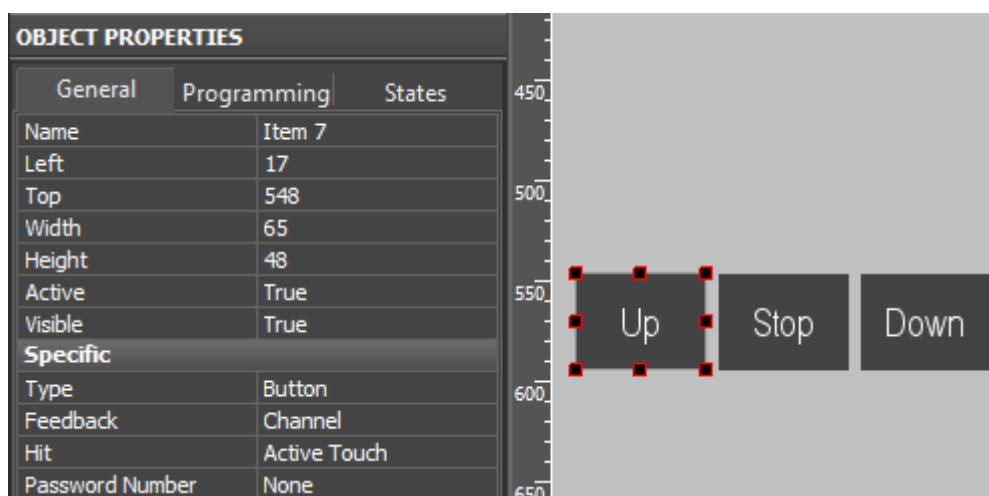 OBJECT PROPERTIES
General Programming States
Name Item 7
Left 17
Top 548
Width 65
Height 48
Active True
Visible True
Specific
Type Button
Feedback Channel
Hit Active Touch
Password Number None
450
500
550
600
650
Up Stop Down